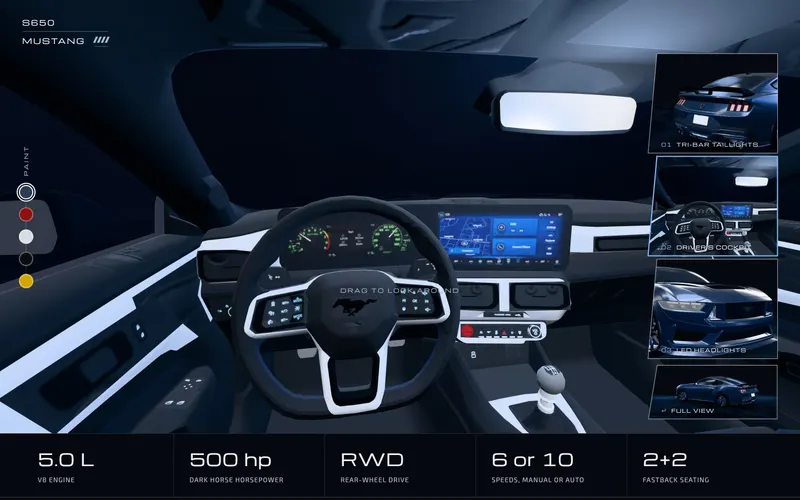 S650
MUSTANG
PAINT
DRAG TO LOOK AROUND
01 TRI-BAR TAILLIGHTS
02 DRIVER'S COCKPIT
03 LED HEADLIGHTS
↵ FULL VIEW
5.0 L
V8 ENGINE
500 hp
DARK HORSE HORSEPOWER
RWD
REAR-WHEEL DRIVE
6 or 10
SPEEDS, MANUAL OR AUTO
2+2
FASTBACK SEATING